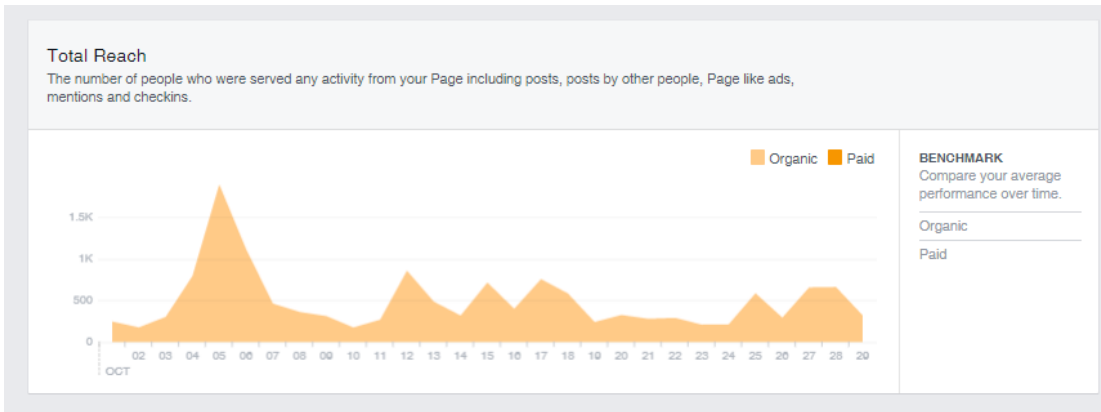 Total Reach
The number of people who were served any activity from your Page including posts, posts by other people, Page like ads,
mentions and checkins.
Organic Paid
BENCHMARK
Compare your average
performance over time.
Organic
Paid
1.5K
1K
500
0
02 03 04 05 06 07 08 09 10 11 12 13 14 15 16 17 18 19 20 21 22 23 24 25 26 27 28 29
OCT